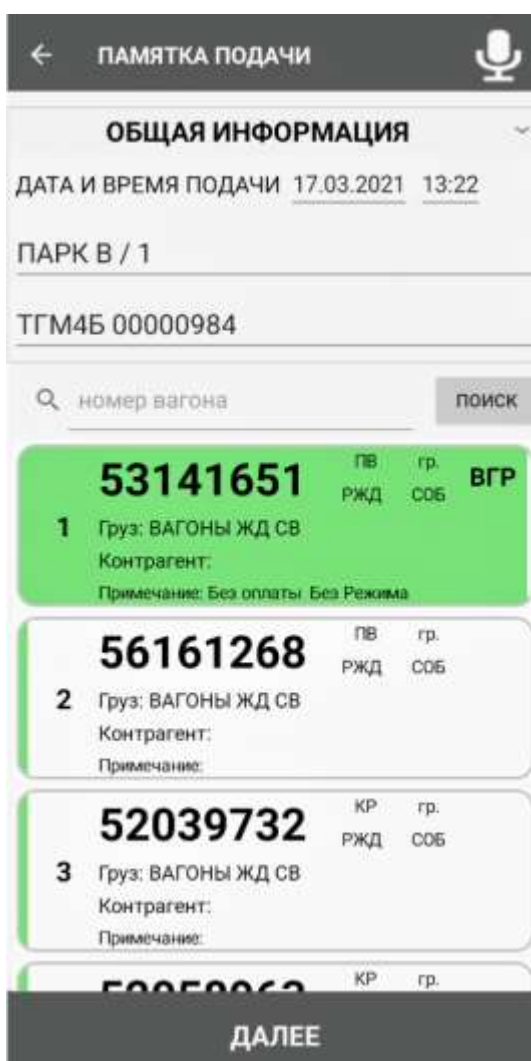 ПАМЯТКА ПОДАЧИ
ОБЩАЯ ИНФОРМАЦИЯ
ДАТА И ВРЕМЯ ПОДАЧИ 17.03.2021 13:22
ПАРК В / 1
ТГМ4Б 00000984
номер вагона ПОИСК
53141651 ПВ гр. ВГР
РЖД СОБ
1 Груз: ВАГОНЫ ЖД СВ
Контрагент:
Примечание: Без оплаты Без Режима
56161268 ПВ гр.
РЖД СОБ
2 Груз: ВАГОНЫ ЖД СВ
Контрагент:
Примечание:
52039732 КР гр.
РЖД СОБ
3 Груз: ВАГОНЫ ЖД СВ
Контрагент:
Примечание:
КР гр.
ДАЛЕЕ